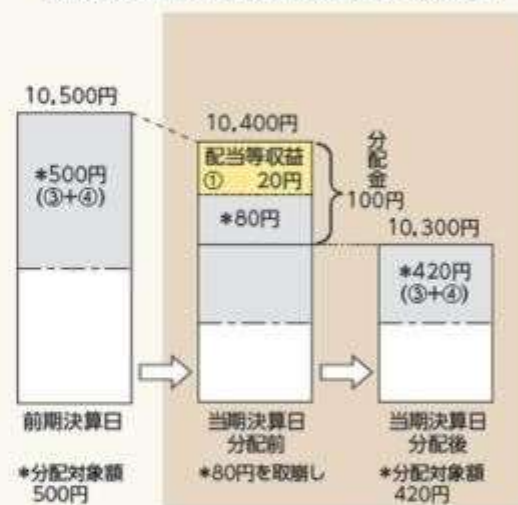 10,500円
*500円
(③+④)
10,400円
配当等収益
① 20円
*80円
分配金
100円
10,300円
*420円
(③+④)
前期決算日
当期決算日
分配前
当期決算日
分配後
*分配対象額
500円
*80円を取崩し
*分配対象額
420円